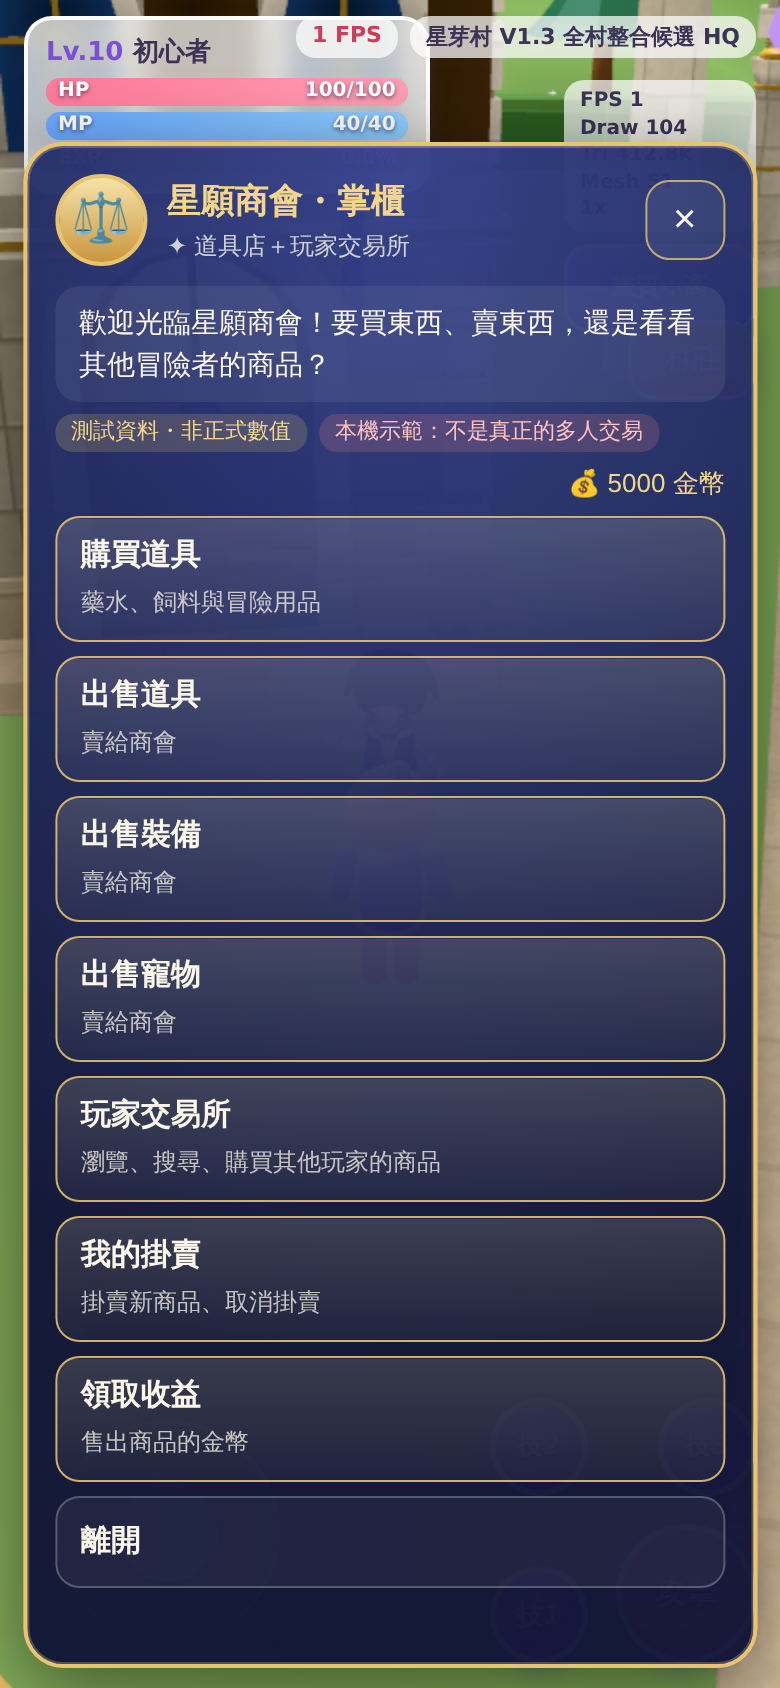 Lv.10 初心者
1 FPS
星芽村 V1.3 全村整合候選 HQ
HP 100/100
MP 40/40
FPS 1
Draw 104
Tri 412.8k
Mesh 51
1x
星願商會・掌櫃
✦ 道具店＋玩家交易所
×
歡迎光臨星願商會！要買東西、賣東西，還是看看
其他冒險者的商品？
測試資料・非正式數值
本機示範：不是真正的多人交易
💰 5000 金幣
購買道具
藥水、飼料與冒險用品
出售道具
賣給商會
出售裝備
賣給商會
出售寵物
賣給商會
玩家交易所
瀏覽、搜尋、購買其他玩家的商品
我的掛賣
掛賣新商品、取消掛賣
領取收益
售出商品的金幣
離開